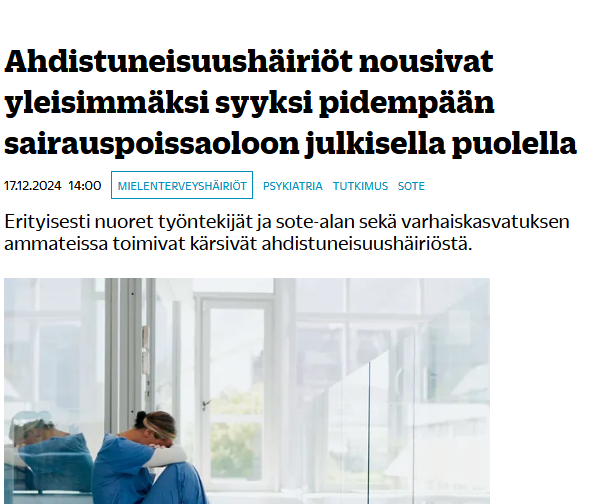 Ahdistuneisuushäiriöt nousivat
yleisimmäksi syyksi pidempään
sairauspoissaoloon julkisella puolella
17.12.2024 14:00 MIELENTERVEYSHÄIRIÖT PSYKIATRIA TUTKIMUS SOTE
Erityisesti nuoret työntekijät ja sote-alan sekä varhaiskasvatuksen
ammateissa toimivat kärsivät ahdistuneisuushäiriöstä.